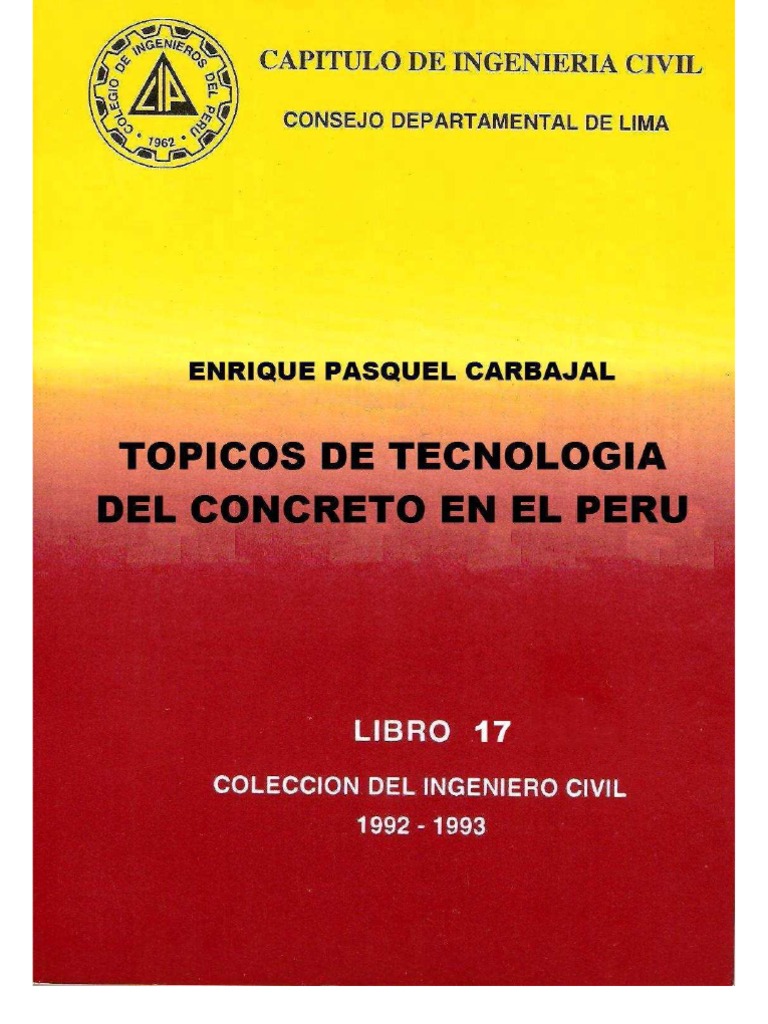 COLEGIO DE INGENIEROS DEL PERU
CIP
• 1962 •
CAPITULO DE INGENIERIA CIVIL
CONSEJO DEPARTAMENTAL DE LIMA
ENRIQUE PASQUEL CARBAJAL
TOPICOS DE TECNOLOGIA
DEL CONCRETO EN EL PERU
LIBRO 17
COLECCION DEL INGENIERO CIVIL
1992 - 1993